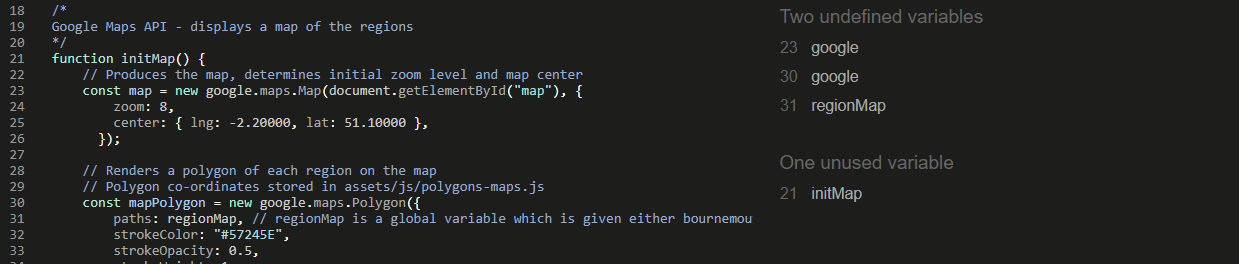 18 /*
19 Google Maps API - displays a map of the regions
20 */
21 function initMap() {
22 // Produces the map, determines initial zoom level and map center
23 const map = new google.maps.Map(document.getElementById("map"), {
24 zoom: 8,
25 center: { lng: -2.20000, lat: 51.10000 },
26 });
27
28 // Renders a polygon of each region on the map
29 // Polygon co-ordinates stored in assets/js/polygons-maps.js
30 const mapPolygon = new google.maps.Polygon({
31 paths: regionMap, // regionMap is a global variable which is given either bournemou
32 strokeColor: "#57245E",
33 strokeOpacity: 0.5,
Two undefined variables
23 google
30 google
31 regionMap
One unused variable
21 initMap